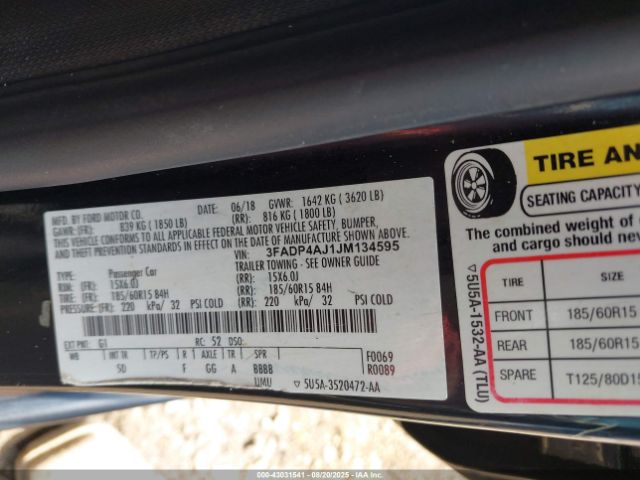 MFD. BY FORD MOTOR CO.
DATE: 06/18 GVWR: 1642 KG ( 3620 LB)
GAWR: (FR): 839 KG ( 1850 LB) (RR): 816 KG ( 1800 LB)
THIS VEHICLE CONFORMS TO ALL APPLICABLE FEDERAL MOTOR VEHICLE SAFETY, BUMPER,
AND THEFT PREVENTION STANDARDS IN EFFECT ON THE DATE OF MANUFACTURE SHOWN ABOVE.
VIN: 3FADP4AJ1JM134595
TYPE: Passenger Car TRAILER TOWING - SEE OWNER GUIDE
RIM: (FR): 15X6.0J (RR): 15X6.0J
TIRE: (FR): 185/60R15 84H (RR): 185/60R15 84H
PRESSURE: (FR): 220 kPa/ 32 PSI COLD (RR): 220 kPa/ 32 PSI COLD
EXT PNT: G1 RC: 52 DSO:
WB INT TR TP/PS R AXLE TR SPR F0069
5D F GG A BBBB R0089
UMU ▽ 5U5A-3520472-AA
TIRE AN
SEATING CAPACITY
The combined weight of
and cargo should neve
▽ 5U5A-1532-AA (TLU)
TIRE SIZE
FRONT 185/60R15
REAR 185/60R15
SPARE T125/80D15
000-43031541 - 08/20/2025 - COPYRIGHT IAA, LLC